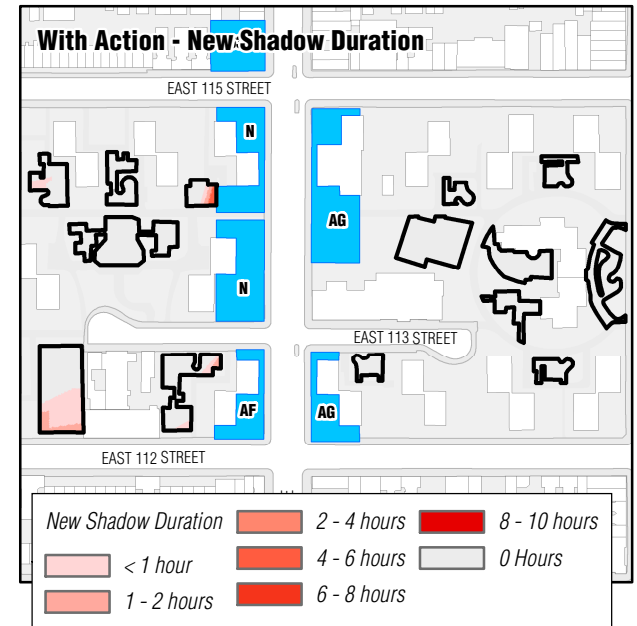 With Action - New Shadow Duration
EAST 115 STREET
N
AG
N
EAST 113 STREET
AF
AG
EAST 112 STREET
New Shadow Duration
< 1 hour
1 - 2 hours
2 - 4 hours
4 - 6 hours
6 - 8 hours
8 - 10 hours
0 Hours